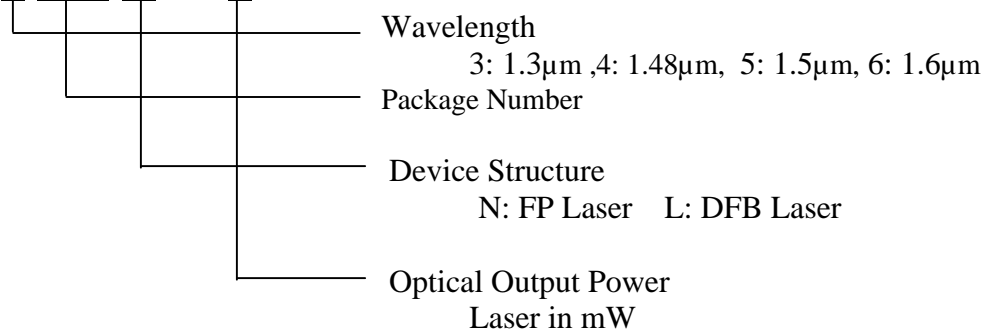 Wavelength
3: 1.3µm ,4: 1.48µm, 5: 1.5µm, 6: 1.6µm
Package Number
Device Structure
N: FP Laser L: DFB Laser
Optical Output Power
Laser in mW